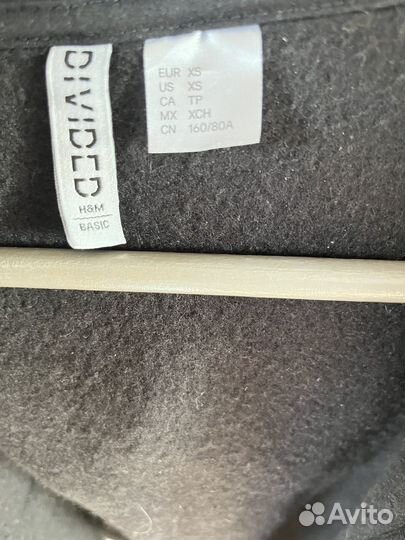 DIVIDED
H&M
BASIC
EUR XS
US XS
CA TP
MX XCH
CN 160/80A
Avito